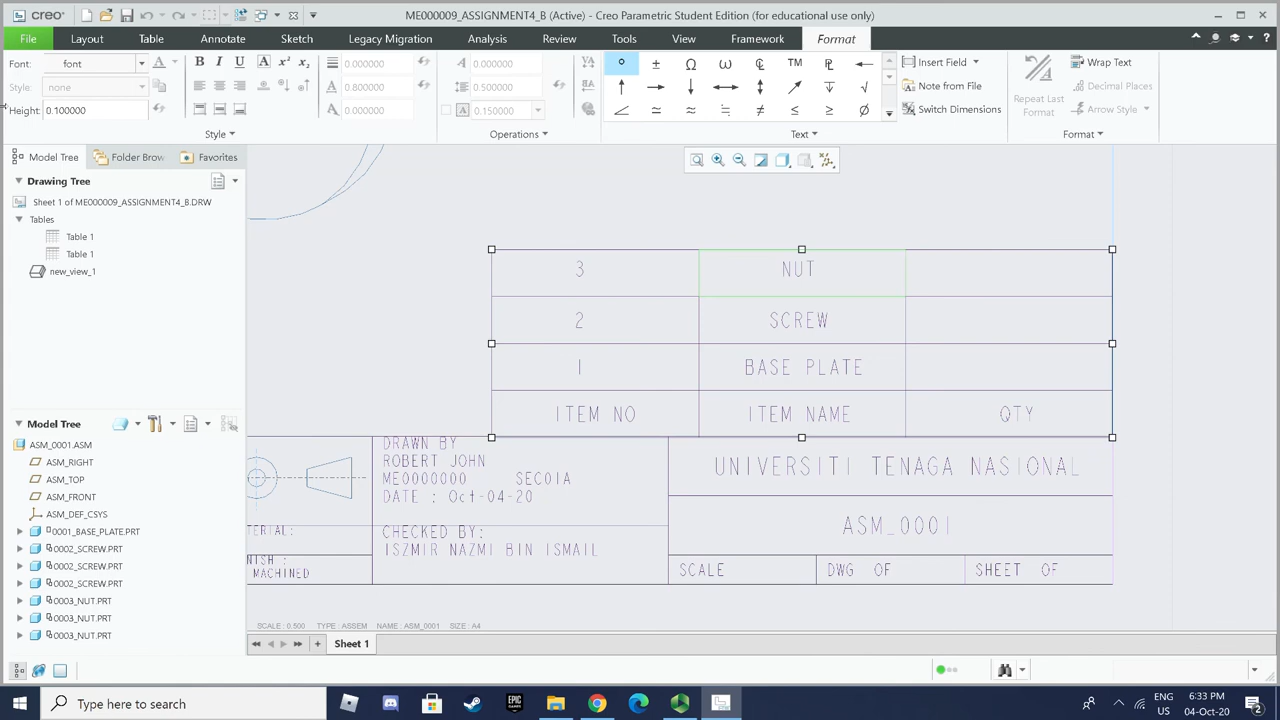 creo
ME000009_ASSIGNMENT4_B (Active) - Creo Parametric Student Edition (for educational use only)
File Layout Table Annotate Sketch Legacy Migration Analysis Review Tools View Framework Format
Font: font
Style: none
Height: 0.100000
B I U A x² x₂
0.000000
0.800000
0.000000
0.000000
0.500000
A 0.150000
° ± Ω ω ℄ ™ ←
Insert Field
Note from File
Switch Dimensions
Repeat Last Format
Wrap Text
Decimal Places
Arrow Style
Style Operations Text Format
Model Tree Folder Brow Favorites
Drawing Tree
Sheet 1 of ME000009_ASSIGNMENT4_B.DRW
Tables
Table 1
Table 1
new_view_1
Model Tree
ASM_0001.ASM
ASM_RIGHT
ASM_TOP
ASM_FRONT
ASM_DEF_CSYS
0001_BASE_PLATE.PRT
0002_SCREW.PRT
0002_SCREW.PRT
0002_SCREW.PRT
0003_NUT.PRT
0003_NUT.PRT
0003_NUT.PRT
3 NUT
2 SCREW
1 BASE PLATE
ITEM NO ITEM NAME QTY
DRAWN BY
ROBERT JOHN
ME0000000 SEC01A
DATE : Oct-04-20
CHECKED BY:
ISZMIR NAZMI BIN ISMAIL
TERIAL:
NISH :
MACHINED
UNIVERSITI TENAGA NASIONAL
ASM_0001
SCALE DWG OF SHEET OF
SCALE : 0.500 TYPE : ASSEM NAME : ASM_0001 SIZE : A4
Sheet 1
Type here to search
EPIC GAMES
ENG
US
6:33 PM
04-Oct-20
2